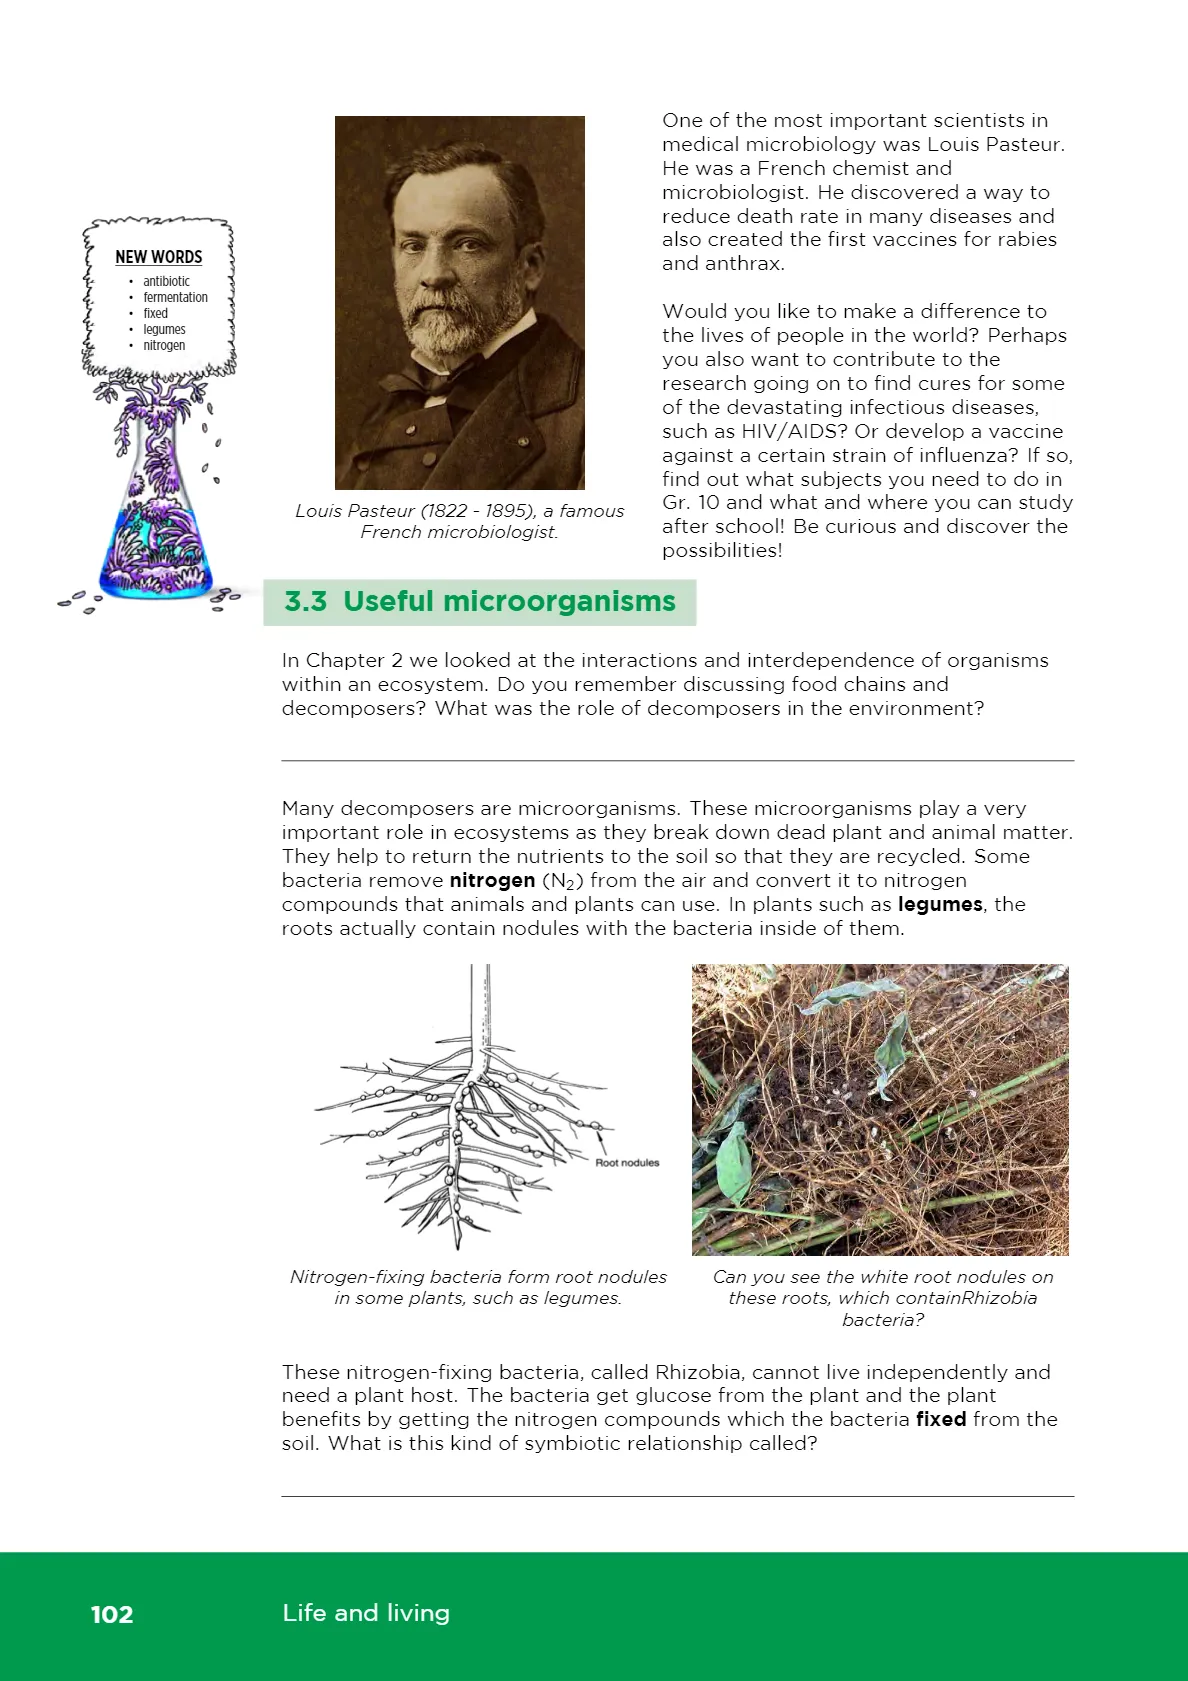 One of the most important scientists in
medical microbiology was Louis Pasteur.
He was a French chemist and
microbiologist. He discovered a way to
reduce death rate in many diseases and
also created the first vaccines for rabies
and anthrax.
Would you like to make a difference to
the lives of people in the world? Perhaps
you also want to contribute to the
research going on to find cures for some
of the devastating infectious diseases,
such as HIV/AIDS? Or develop a vaccine
against a certain strain of influenza? If so,
find out what subjects you need to do in
Gr. 10 and what and where you can study
after school! Be curious and discover the
possibilities!
NEW WORDS
• antibiotic
• fermentation
• fixed
• legumes
• nitrogen
Louis Pasteur (1822 - 1895), a famous
French microbiologist.
3.3 Useful microorganisms
In Chapter 2 we looked at the interactions and interdependence of organisms
within an ecosystem. Do you remember discussing food chains and
decomposers? What was the role of decomposers in the environment?
Many decomposers are microorganisms. These microorganisms play a very
important role in ecosystems as they break down dead plant and animal matter.
They help to return the nutrients to the soil so that they are recycled. Some
bacteria remove nitrogen (N₂) from the air and convert it to nitrogen
compounds that animals and plants can use. In plants such as legumes, the
roots actually contain nodules with the bacteria inside of them.
Root nodules
Nitrogen-fixing bacteria form root nodules
in some plants, such as legumes.
Can you see the white root nodules on
these roots, which containRhizobia
bacteria?
These nitrogen-fixing bacteria, called Rhizobia, cannot live independently and
need a plant host. The bacteria get glucose from the plant and the plant
benefits by getting the nitrogen compounds which the bacteria fixed from the
soil. What is this kind of symbiotic relationship called?
102
Life and living